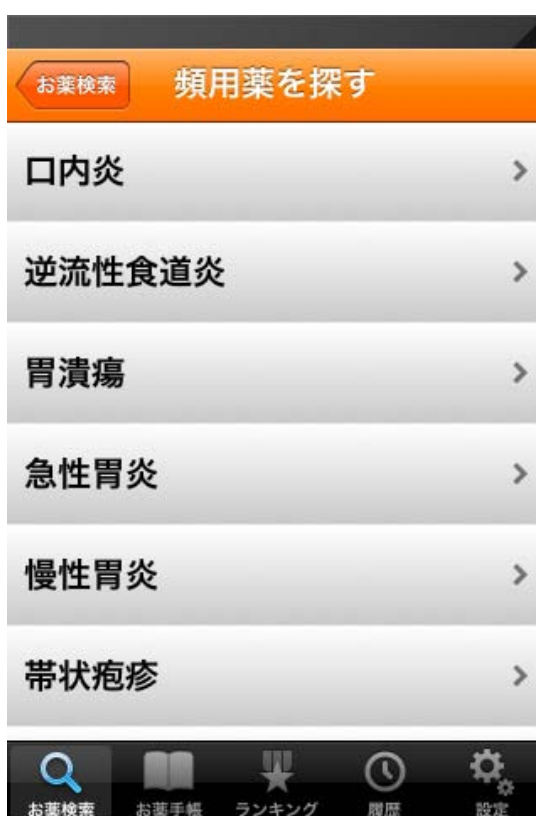 お薬検索
頻用薬を探す
口内炎
逆流性食道炎
胃潰瘍
急性胃炎
慢性胃炎
帯状疱疹
お薬検索
お薬手帳
ランキング
履歴
設定